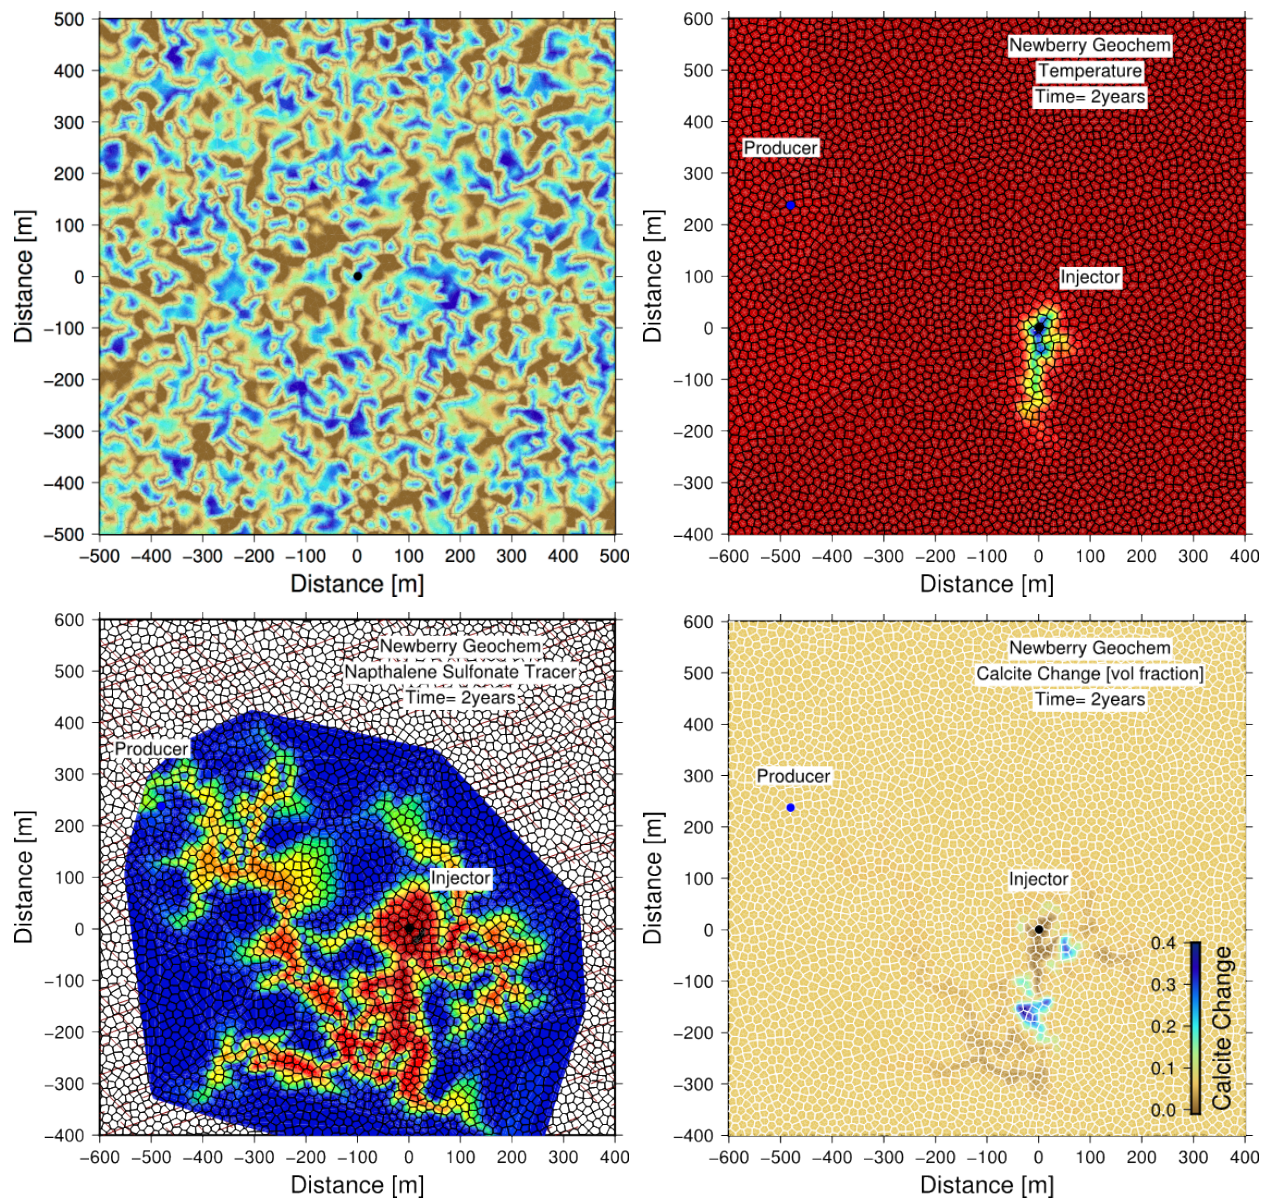 500
400
300
200
100
0
−100
−200
−300
−400
−500
−500 −400 −300 −200 −100 0 100 200 300 400 500
Distance [m]
Distance [m]
600
500
400
300
200
100
0
−100
−200
−300
−400
−600 −500 −400 −300 −200 −100 0 100 200 300 400
Distance [m]
Distance [m]
Newberry Geochem
Temperature
Time= 2years
Producer
Injector
600
500
400
300
200
100
0
−100
−200
−300
−400
−600 −500 −400 −300 −200 −100 0 100 200 300 400
Distance [m]
Distance [m]
Newberry Geochem
Napthalene Sulfonate Tracer
Time= 2years
Producer
Injector
600
500
400
300
200
100
0
−100
−200
−300
−400
−600 −500 −400 −300 −200 −100 0 100 200 300 400
Distance [m]
Distance [m]
Newberry Geochem
Calcite Change [vol fraction]
Time= 2years
Producer
Injector
0.4
0.3
0.2
0.1
0.0
Calcite Change